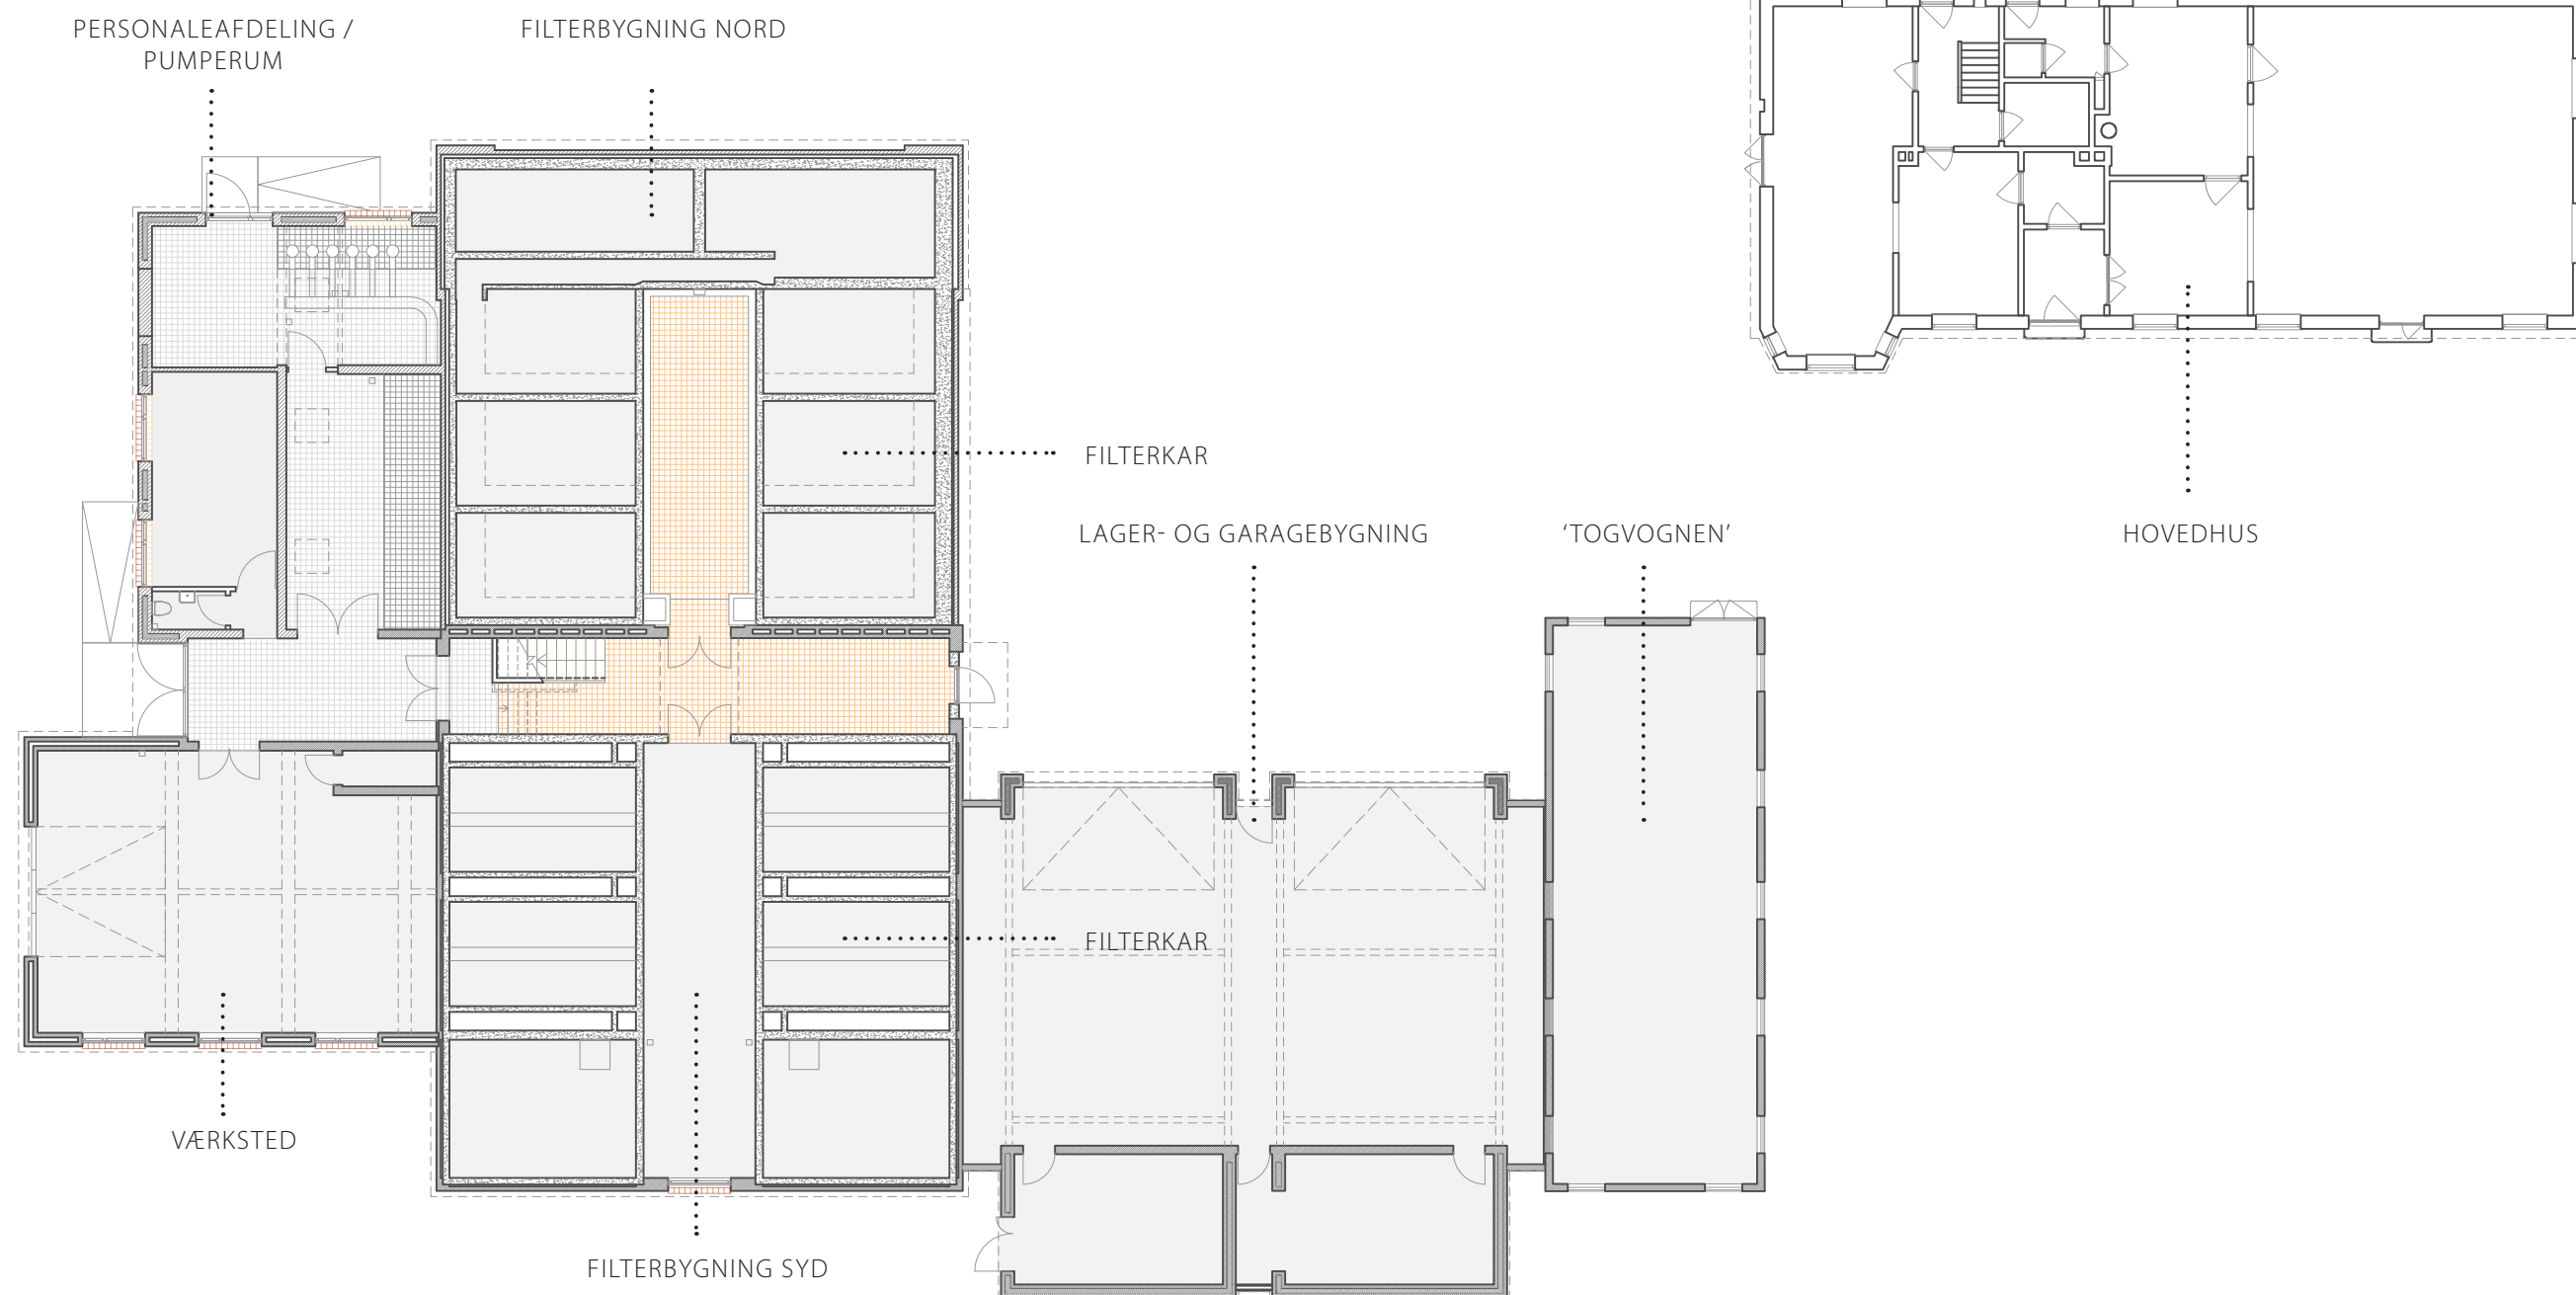 PERSONALEAFDELING /
PUMPERUM
FILTERBYGNING NORD
FILTERKAR
LAGER- OG GARAGEBYGNING
‘TOGVOGNEN’
HOVEDHUS
FILTERKAR
VÆRKSTED
FILTERBYGNING SYD